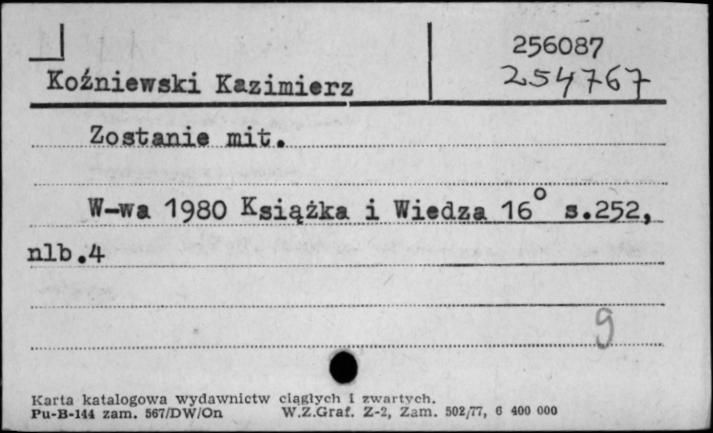 256087
Koźniewski Kazimierz
254767
Zostanie mit.
W-wa 1980 Książka i Wiedza 16° s.252,
nlb.4
g
Karta katalogowa wydawnictw ciągłych i zwartych.
Pu-B-144 zam. 567/DW/On W.Z.Graf. Z-2, Zam. 502/77, 6 400 000